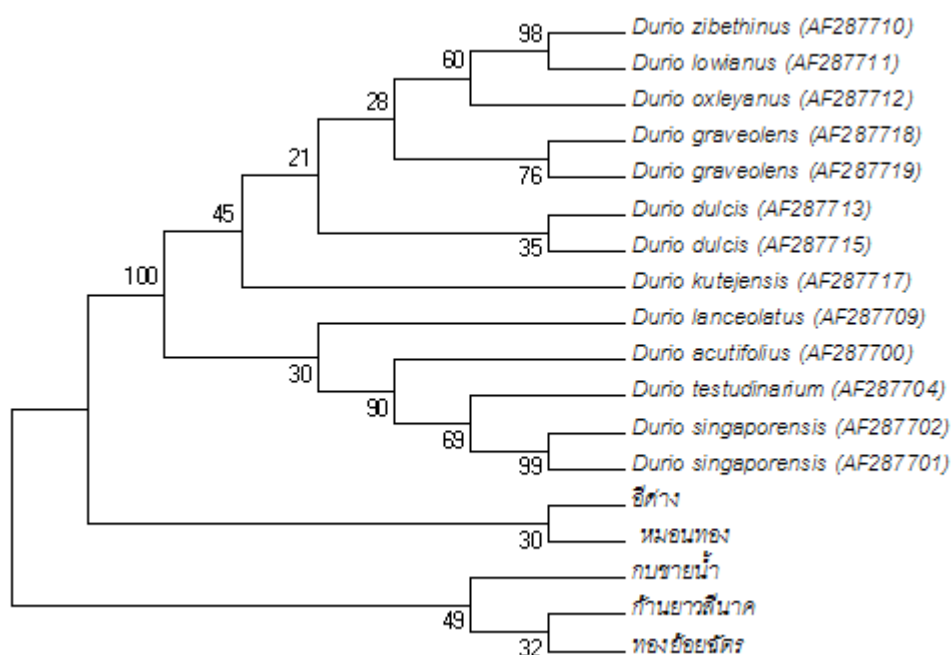 98
Durio zibethinus (AF287710)
Durio lowianus (AF287711)
60
Durio oxleyanus (AF287712)
28
Durio graveolens (AF287718)
76
Durio graveolens (AF287719)
21
Durio dulcis (AF287713)
35
Durio dulcis (AF287715)
45
Durio kutejensis (AF287717)
100
Durio lanceolatus (AF287709)
30
Durio acutifolius (AF287700)
90
Durio testudinarium (AF287704)
69
Durio singaporensis (AF287702)
99
Durio singaporensis (AF287701)
อีล่าง
หมอนทอง
30
กบชายน้ำ
49
ก้านยาวสีนาค
32
ทองย้อยฉัตร